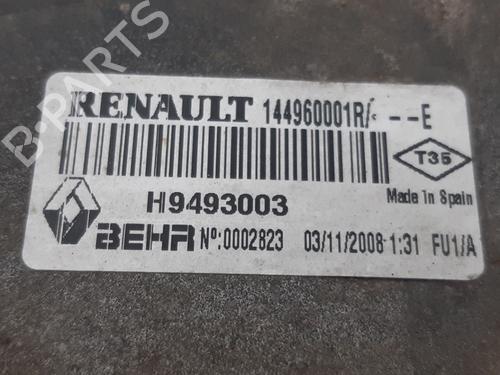 RENAULT 144960001R/- --E
T35
H9493003 Made In Spain
BEHR Nº:0002823 03/11/2008 1:31 FU1/A
B-PARTS